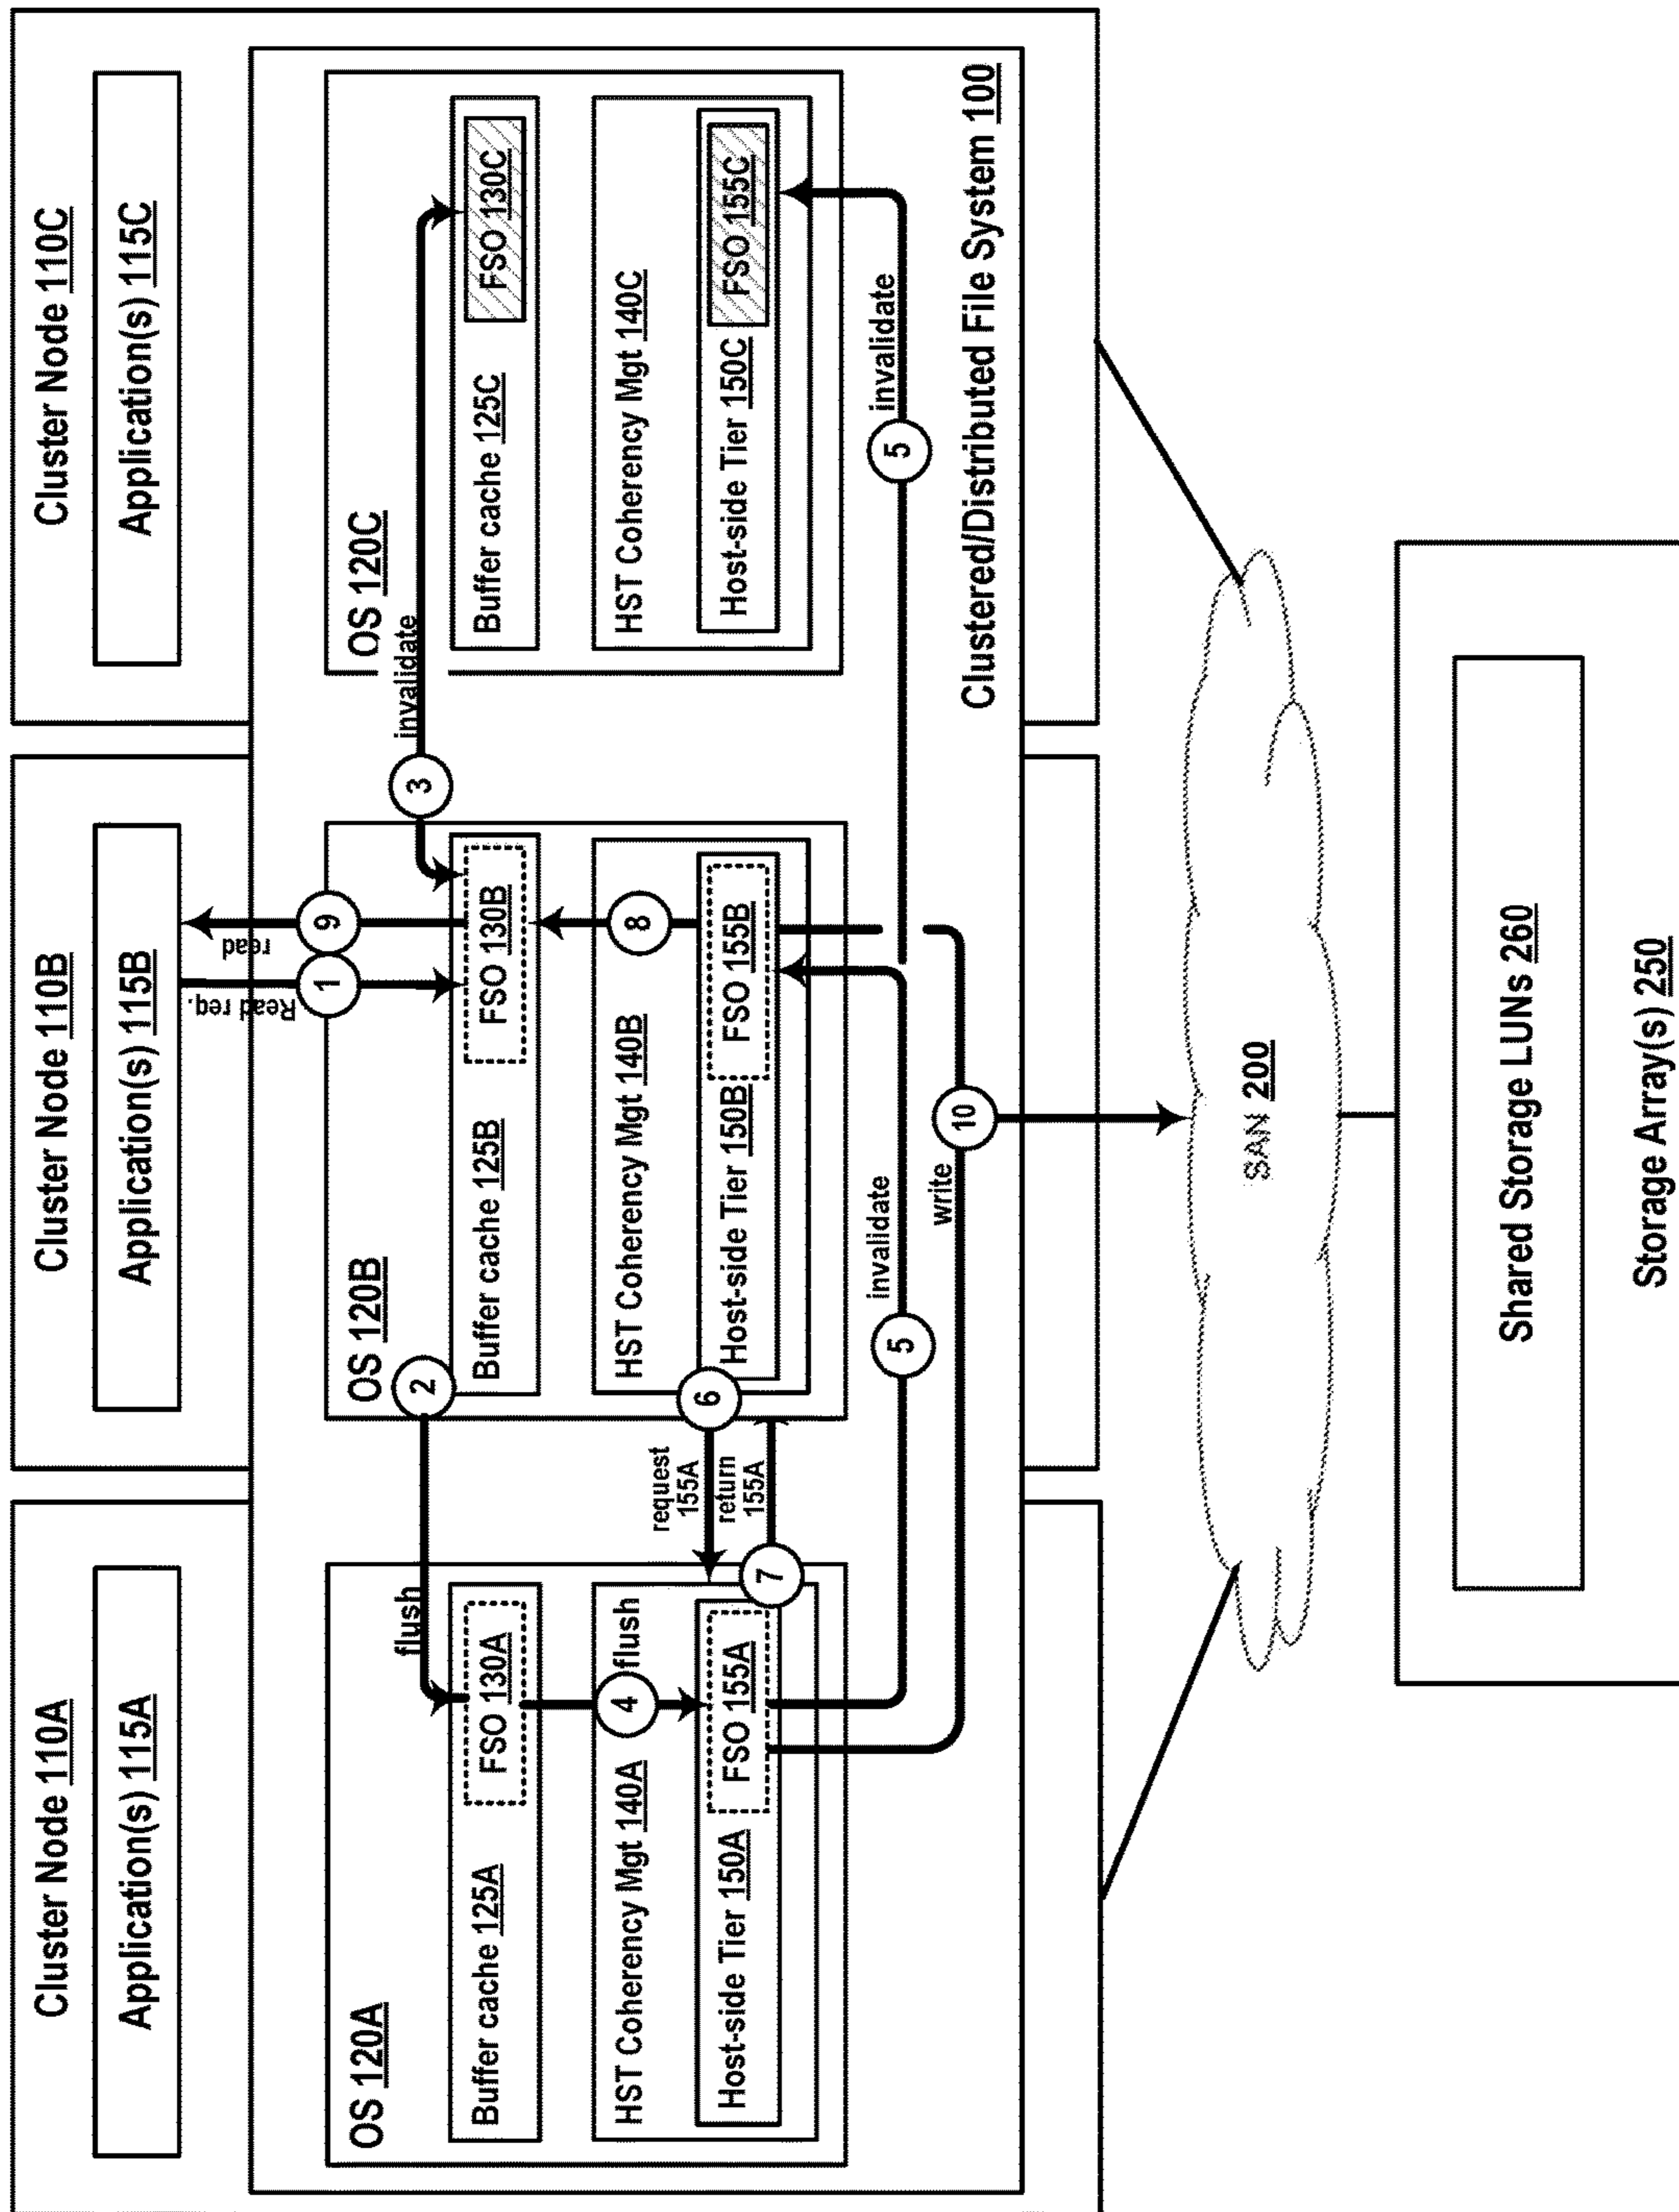 Cluster Node 110A
Application(s) 115A
OS 120A
Buffer cache 125A
FSO 130A
HST Coherency Mgt 140A
4
flush
Host-side Tier 150A
FSO 155A
flush
2
request
155A
6
return
155A
7
Cluster Node 110B
Application(s) 115B
Read req.
1
read
9
OS 120B
Buffer cache 125B
FSO 130B
HST Coherency Mgt 140B
8
Host-side Tier 150B
FSO 155B
3
invalidate
Cluster Node 110C
Application(s) 115C
OS 120C
Buffer cache 125C
FSO 130C
HST Coherency Mgt 140C
Host-side Tier 150C
FSO 155C
5
invalidate
5
invalidate
write
10
Clustered/Distributed File System 100
SAN 200
Shared Storage LUNs 260
Storage Array(s) 250